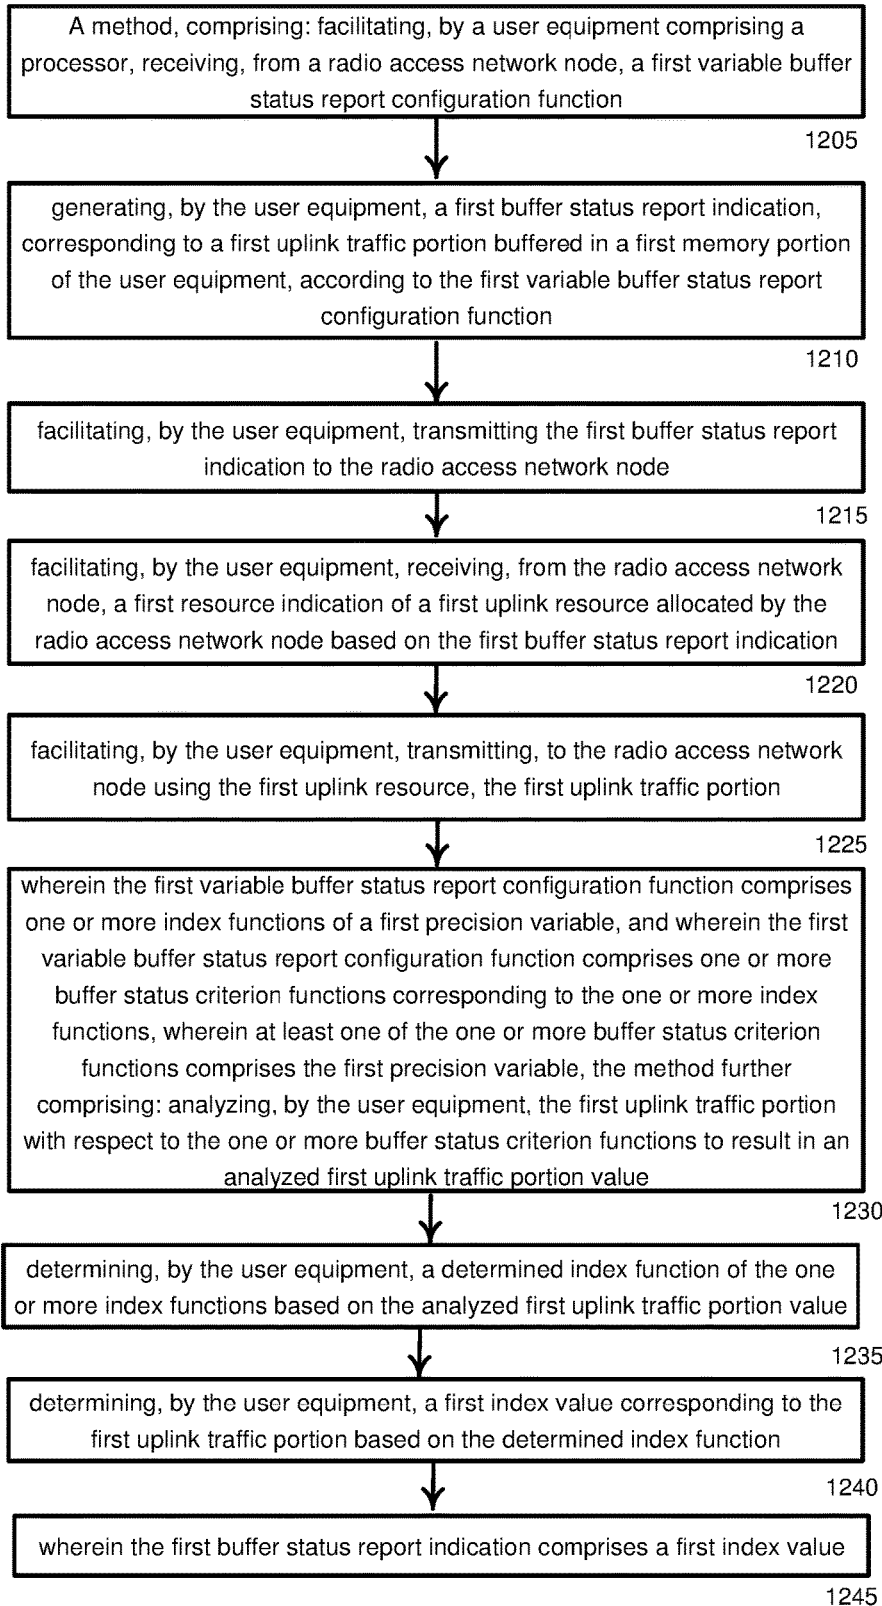 A method, comprising: facilitating, by a user equipment comprising a
processor, receiving, from a radio access network node, a first variable buffer
status report configuration function
1205
generating, by the user equipment, a first buffer status report indication,
corresponding to a first uplink traffic portion buffered in a first memory portion
of the user equipment, according to the first variable buffer status report
configuration function
1210
facilitating, by the user equipment, transmitting the first buffer status report
indication to the radio access network node
1215
facilitating, by the user equipment, receiving, from the radio access network
node, a first resource indication of a first uplink resource allocated by the
radio access network node based on the first buffer status report indication
1220
facilitating, by the user equipment, transmitting, to the radio access network
node using the first uplink resource, the first uplink traffic portion
1225
wherein the first variable buffer status report configuration function comprises
one or more index functions of a first precision variable, and wherein the first
variable buffer status report configuration function comprises one or more
buffer status criterion functions corresponding to the one or more index
functions, wherein at least one of the one or more buffer status criterion
functions comprises the first precision variable, the method further
comprising: analyzing, by the user equipment, the first uplink traffic portion
with respect to the one or more buffer status criterion functions to result in an
analyzed first uplink traffic portion value
1230
determining, by the user equipment, a determined index function of the one
or more index functions based on the analyzed first uplink traffic portion value
1235
determining, by the user equipment, a first index value corresponding to the
first uplink traffic portion based on the determined index function
1240
wherein the first buffer status report indication comprises a first index value
1245